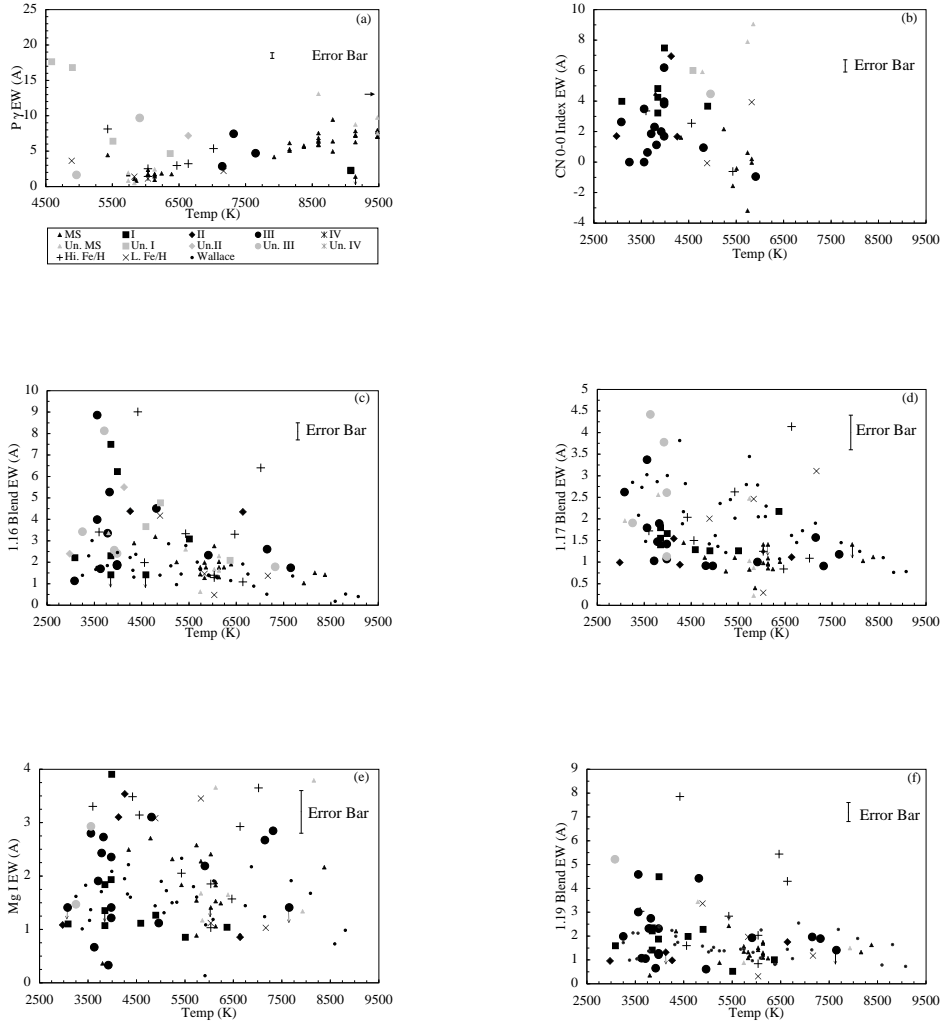 (a)
25
20
15
10
5
0
P γ EW (A)
Error Bar
4500 5500 6500 7500 8500 9500
Temp (K)
MS I II III IV
Un. MS Un. I Un.II Un. III Un. IV
Hi. Fe/H L. Fe/H Wallace
(b)
10
8
6
4
2
0
-2
-4
CN 0-0 Index EW (A)
Error Bar
2500 3500 4500 5500 6500 7500 8500 9500
Temp (K)
(c)
10
9
8
7
6
5
4
3
2
1
0
1.16 Blend EW (A)
Error Bar
2500 3500 4500 5500 6500 7500 8500 9500
Temp (K)
(d)
5
4.5
4
3.5
3
2.5
2
1.5
1
0.5
0
1.17 Blend EW (A)
Error Bar
2500 3500 4500 5500 6500 7500 8500 9500
Temp (K)
(e)
4
3
2
1
0
Mg I EW (A)
Error Bar
2500 3500 4500 5500 6500 7500 8500 9500
Temp (K)
(f)
9
8
7
6
5
4
3
2
1
0
1.19 Blend EW (A)
Error Bar
2500 3500 4500 5500 6500 7500 8500 9500
Temp (K)